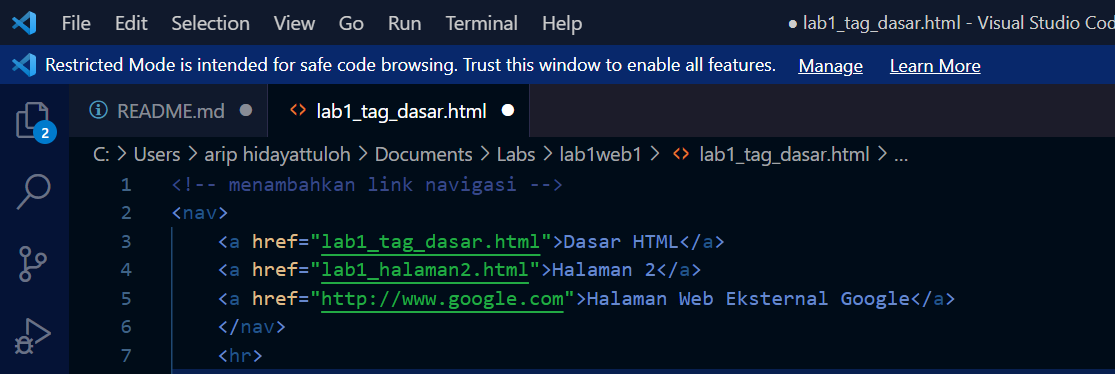 File Edit Selection View Go Run Terminal Help ● lab1_tag_dasar.html - Visual Studio Cod
Restricted Mode is intended for safe code browsing. Trust this window to enable all features. Manage Learn More
README.md ● <> lab1_tag_dasar.html ●
2
C: > Users > arip hidayattuloh > Documents > Labs > lab1web1 > <> lab1_tag_dasar.html > ...
1 <!-- menambahkan link navigasi -->
2 <nav>
3 <a href="lab1_tag_dasar.html">Dasar HTML</a>
4 <a href="lab1_halaman2.html">Halaman 2</a>
5 <a href="http://www.google.com">Halaman Web Eksternal Google</a>
6 </nav>
7 <hr>